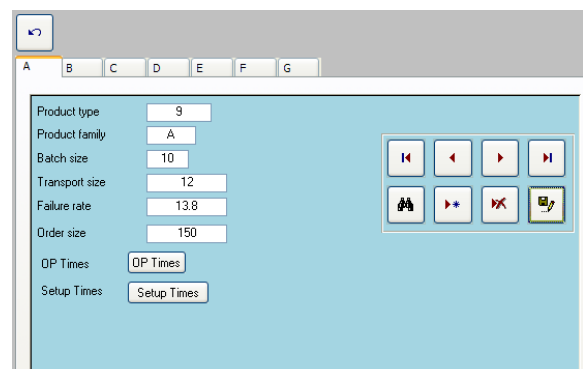 A B C D E F G
Product type 9
Product family A
Batch size 10
Transport size 12
Failure rate 13.8
Order size 150
OP Times OP Times
Setup Times Setup Times